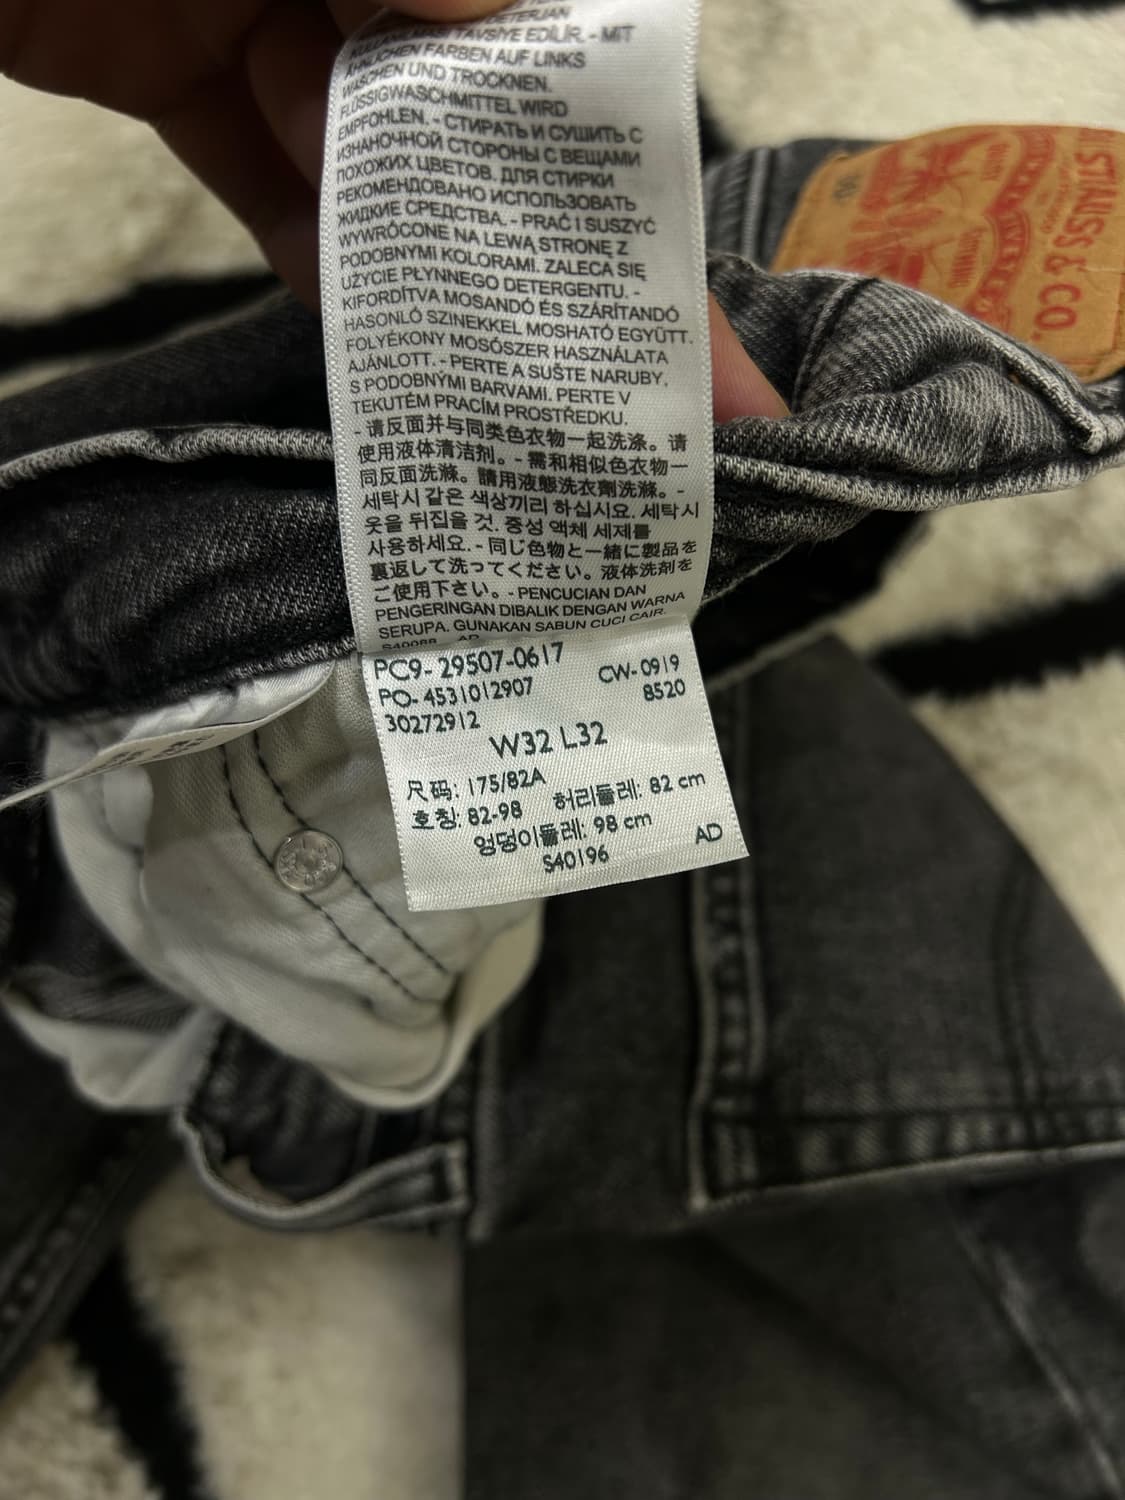 DETERJAN
KULLANILMASI TAVSİYE EDİLİR. - MIT
ÄHNLICHEN FARBEN AUF LINKS
WASCHEN UND TROCKNEN.
FLÜSSIGWASCHMITTEL WIRD
EMPFOHLEN. - СТИРАТЬ И СУШИТЬ С
ИЗНАНОЧНОЙ СТОРОНЫ С ВЕЩАМИ
ПОХОЖИХ ЦВЕТОВ. ДЛЯ СТИРКИ
РЕКОМЕНДОВАНО ИСПОЛЬЗОВАТЬ
ЖИДКИЕ СРЕДСТВА. - PRAĆ I SUSZYĆ
WYWRÓCONE NA LEWĄ STRONĘ Z
PODOBNYMI KOLORAMI. ZALECA SIĘ
UŻYCIE PŁYNNEGO DETERGENTU. -
KIFORDÍTVA MOSANDÓ ÉS SZÁRÍTANDÓ
HASONLÓ SZINEKKEL MOSHATÓ EGYÜTT.
FOLYÉKONY MOSÓSZER HASZNÁLATA
AJÁNLOTT. - PERTE A SUŠTE NARUBY,
S PODOBNÝMI BARVAMI. PERTE V
TEKUTÉM PRACÍM PROSTŘEDKU.
- 请反面并与同类色衣物一起洗涤。请
使用液体清洁剂。- 需和相似色衣物一
同反面洗滌。請用液態洗衣劑洗滌。-
세탁시 같은 색상끼리 하십시요. 세탁시
옷을 뒤집을 것. 중성 액체 세제를
사용하세요. - 同じ色物と一緒に製品を
裏返して洗ってください。液体洗剤を
ご使用下さい。- PENCUCIAN DAN
PENGERINGAN DIBALIK DENGAN WARNA
SERUPA. GUNAKAN SABUN CUCI CAIR.
S40088 AD
PC9- 29507-0617
CW- 0919
PO- 4531012907
8520
30272912
W32 L32
尺码: 175/82A
호칭: 82-98
허리둘레: 82 cm
엉덩이둘레: 98 cm
S40196
AD
STRAUSS & CO.